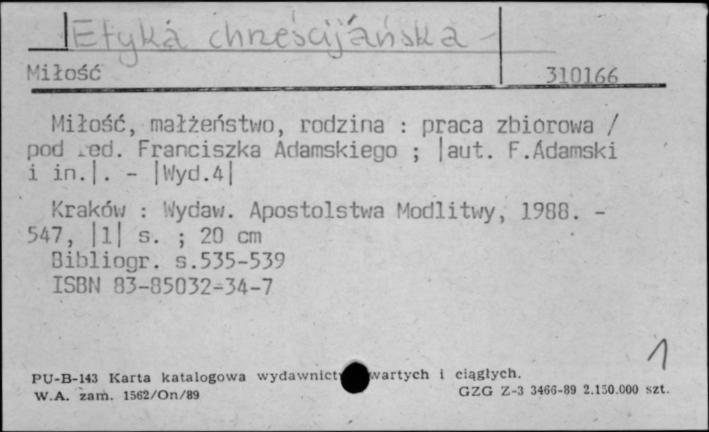 Etyka chrześcijańska -
Miłość 310166
Miłość, małżeństwo, rodzina : praca zbiorowa /
pod red. Franciszka Adamskiego ; |aut. F.Adamski
i in.|. - |Wyd.4|
Kraków : Wydaw. Apostolstwa Modlitwy, 1988. -
547, |1| s. ; 20 cm
Bibliogr. s.535-539
ISBN 83-85032-34-7
1
PU-B-143 Karta katalogowa wydawnictw zwartych i ciągłych.
W.A. zam. 1562/On/89 GZG Z-3 3466-89 2.150.000 szt.